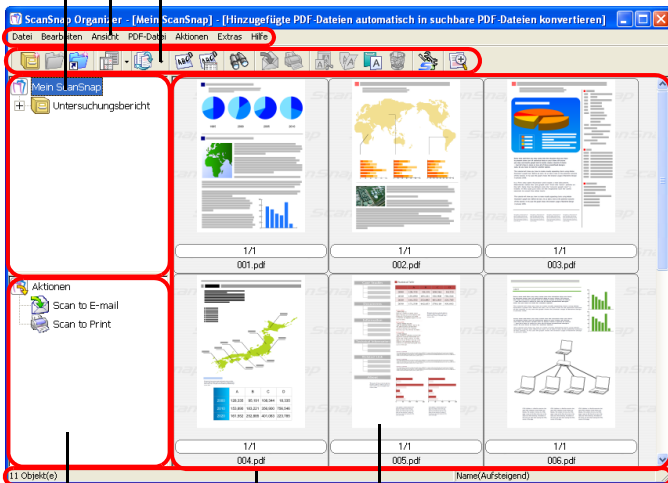 ScanSnap Organizer - [Mein ScanSnap] - [Hinzugefügte PDF-Dateien automatisch in suchbare PDF-Dateien konvertieren]
Datei Bearbeiten Ansicht PDF-Datei Aktionen Extras Hilfe
Mein ScanSnap
Untersuchungsbericht
1/1 1/1 1/1
001.pdf 002.pdf 003.pdf
Aktionen
Scan to E-mail
Scan to Print
A B C D
1/1 1/1 1/1
004.pdf 005.pdf 006.pdf
11 Objekt(e) Name(Aufsteigend)